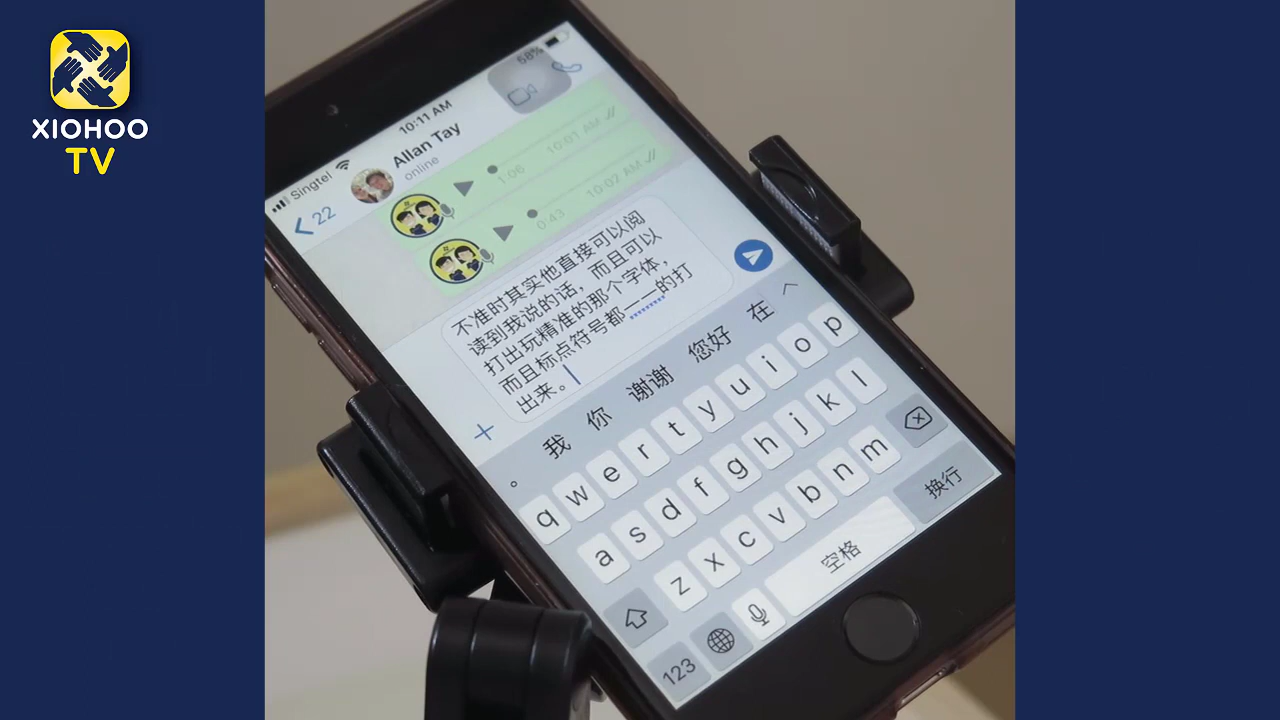 XIOHOO
TV
Singtel
10:11 AM
58%
22
Allan Tay
online
1:06
10:01 AM
0:43
10:02 AM
不准时其实他直接可以阅
读到我说的话，而且可以
打出玩精准的那个字体，
而且标点符号都一一的打
出来。
。 我 你 谢谢 您好 在
q w e r t y u i o p
a s d f g h j k l
z x c v b n m
123 空格 换行